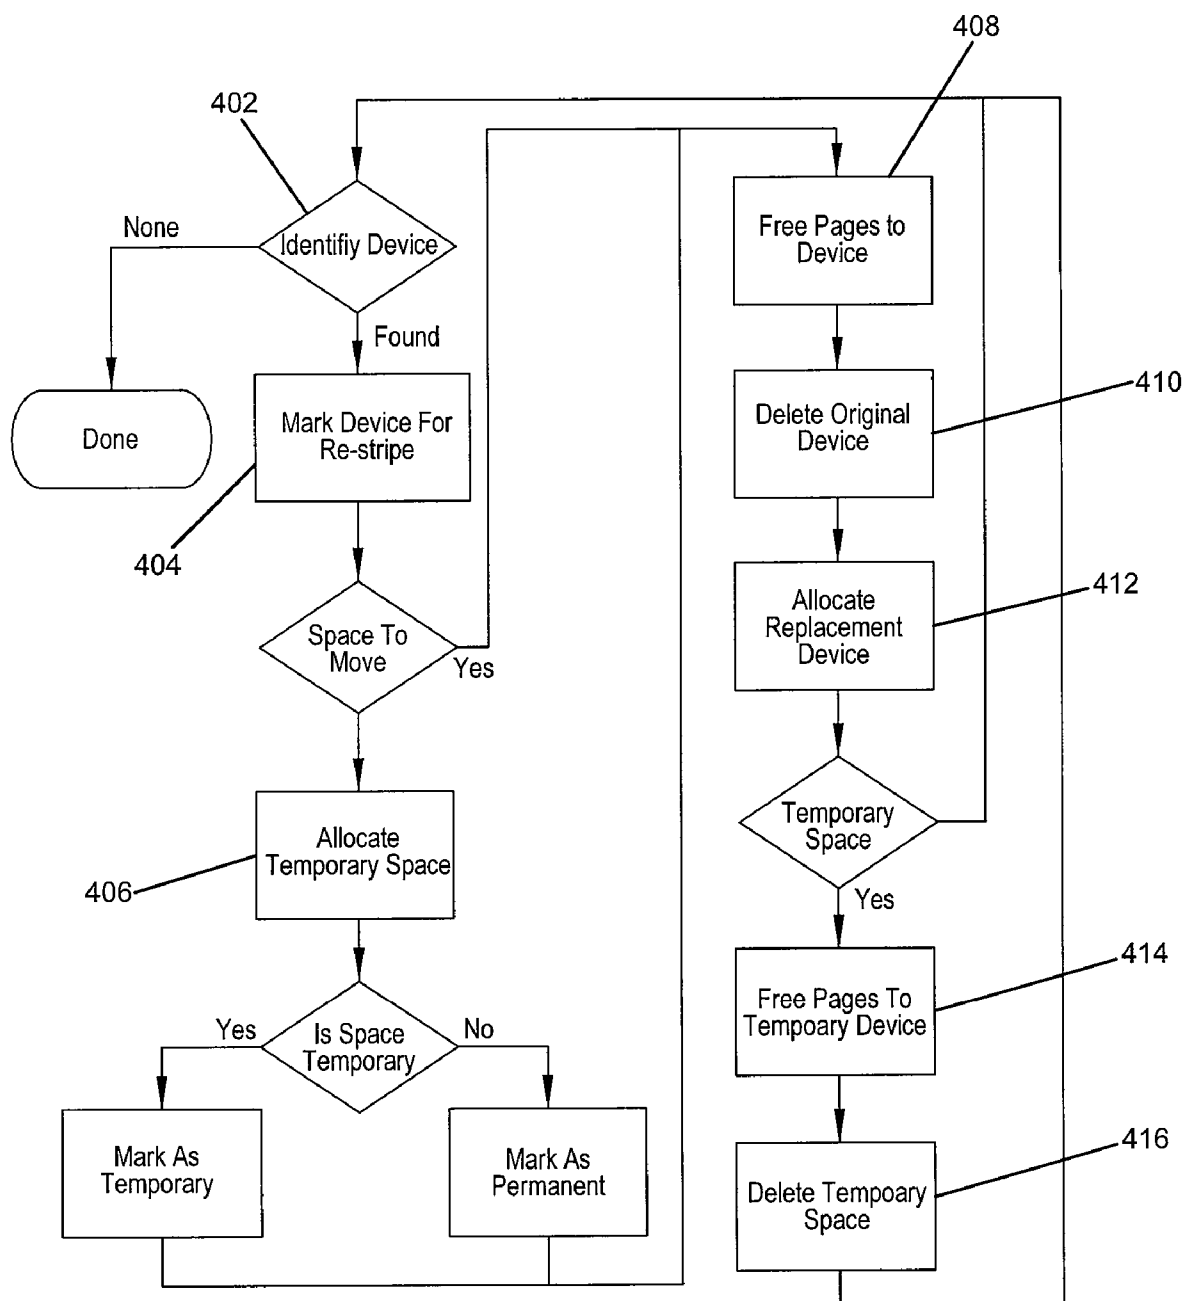 408
402
None
Identifiy Device
Found
Done
Mark Device For
Re-stripe
404
Space To
Move
Yes
Allocate
Temporary Space
406
Is Space
Temporary
Yes
No
Mark As
Temporary
Mark As
Permanent
Free Pages to
Device
Delete Original
Device
410
Allocate
Replacement
Device
412
Temporary
Space
Yes
Free Pages To
Tempoary Device
414
Delete Tempoary
Space
416